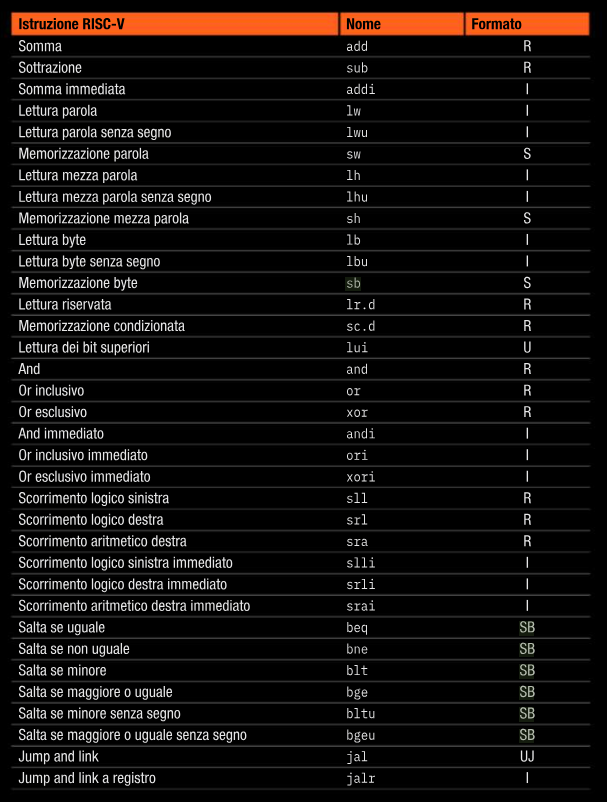 Istruzione RISC-V Nome Formato
Somma add R
Sottrazione sub R
Somma immediata addi I
Lettura parola lw I
Lettura parola senza segno lwu I
Memorizzazione parola sw S
Lettura mezza parola lh I
Lettura mezza parola senza segno lhu I
Memorizzazione mezza parola sh S
Lettura byte lb I
Lettura byte senza segno lbu I
Memorizzazione byte sb S
Lettura riservata lr.d R
Memorizzazione condizionata sc.d R
Lettura dei bit superiori lui U
And and R
Or inclusivo or R
Or esclusivo xor R
And immediato andi I
Or inclusivo immediato ori I
Or esclusivo immediato xori I
Scorrimento logico sinistra sll R
Scorrimento logico destra srl R
Scorrimento aritmetico destra sra R
Scorrimento logico sinistra immediato slli I
Scorrimento logico destra immediato srli I
Scorrimento aritmetico destra immediato srai I
Salta se uguale beq SB
Salta se non uguale bne SB
Salta se minore blt SB
Salta se maggiore o uguale bge SB
Salta se minore senza segno bltu SB
Salta se maggiore o uguale senza segno bgeu SB
Jump and link jal UJ
Jump and link a registro jalr I